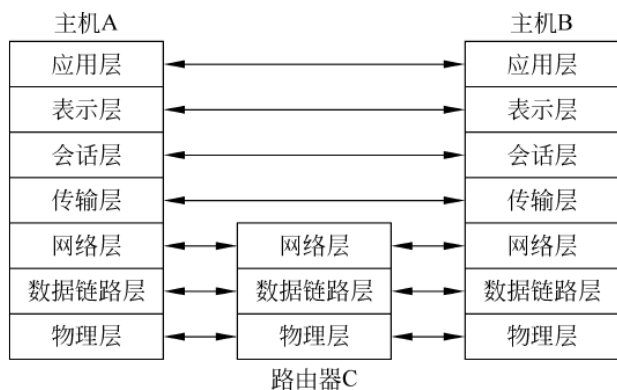 主机A 主机B
应用层 应用层
表示层 表示层
会话层 会话层
传输层 传输层
网络层 网络层 网络层
数据链路层 数据链路层 数据链路层
物理层 物理层 物理层
路由器C